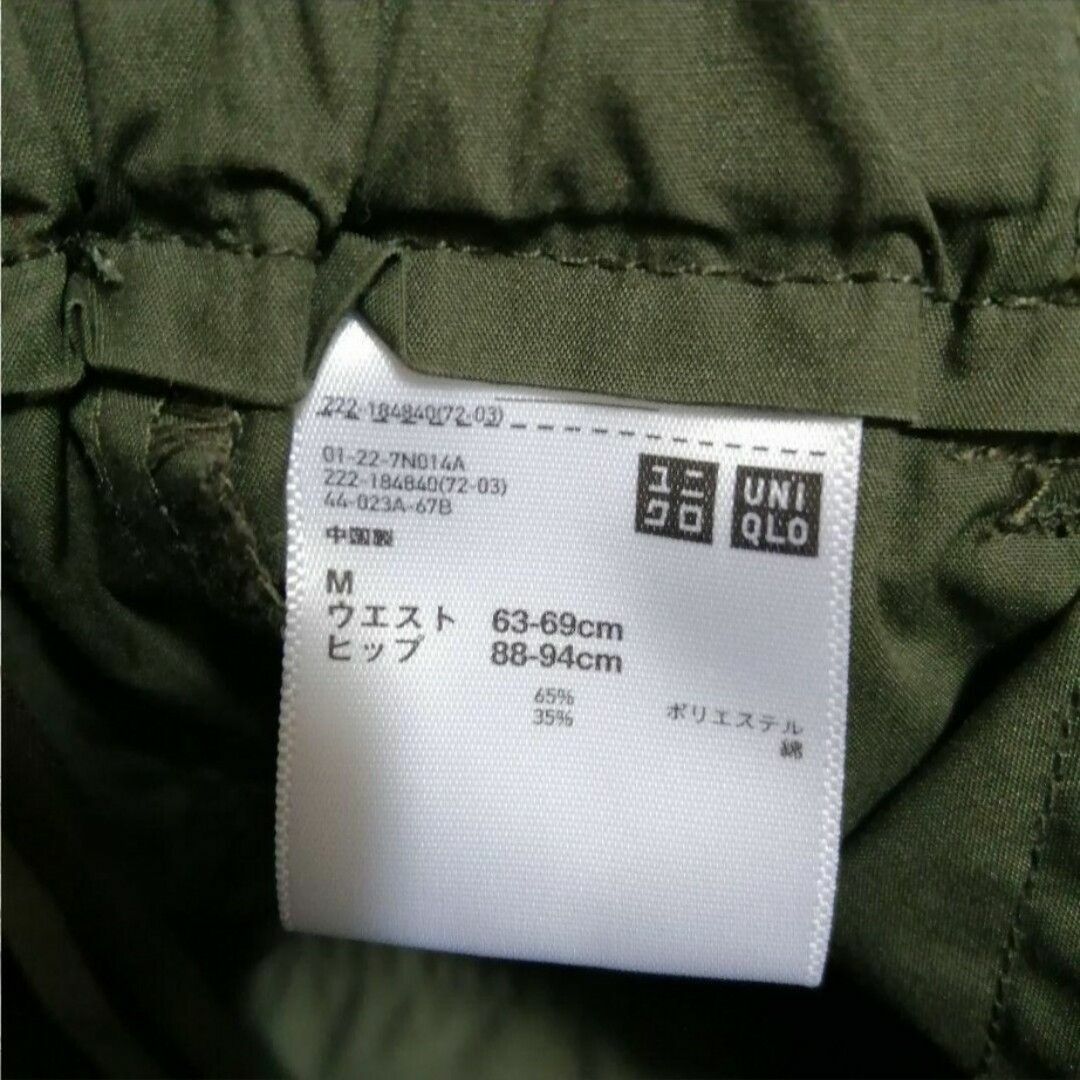 222-184840(72-03)
01-22-7N014A
222-184840(72-03)
44-023A-67B
中国製
ユニ
クロ
UNI
QLO
M
ウエスト 63-69cm
ヒップ 88-94cm
65% ポリエステル
35% 綿